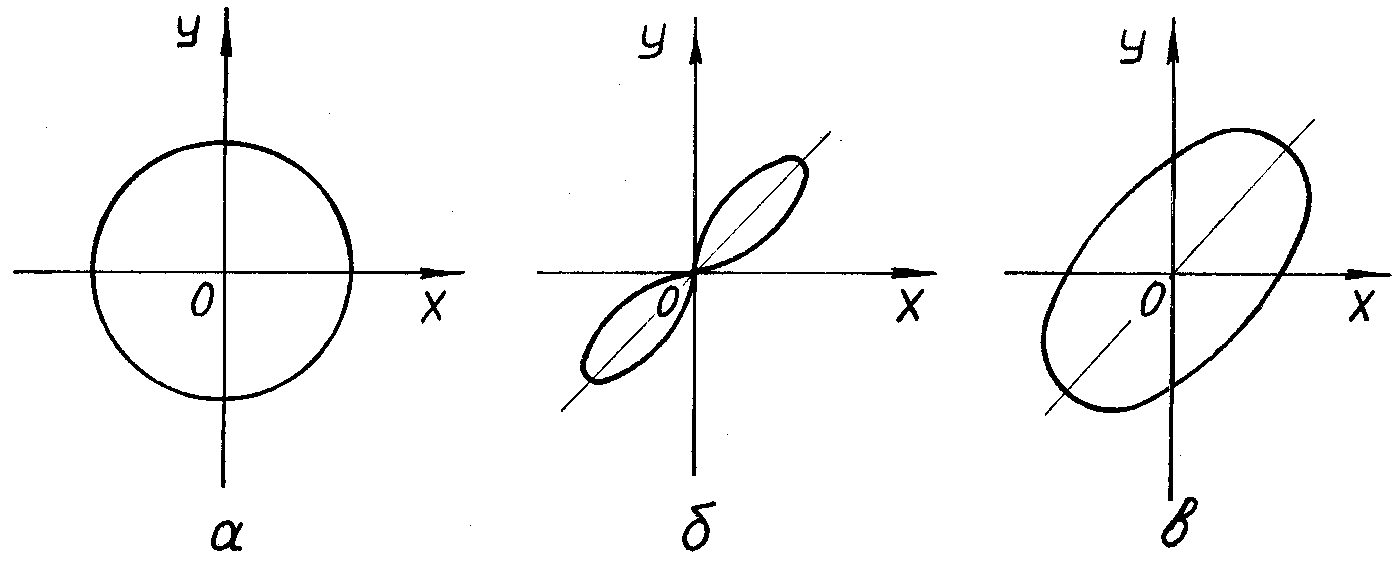 у у у
0 х 0 х 0 х
а б в